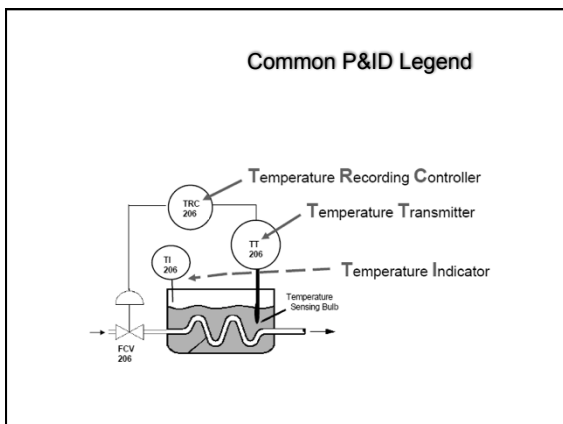 Common P&ID Legend
Temperature Recording Controller
TRC
206
Temperature Transmitter
TT
206
TI
206
Temperature Indicator
Temperature
Sensing Bulb
FCV
206